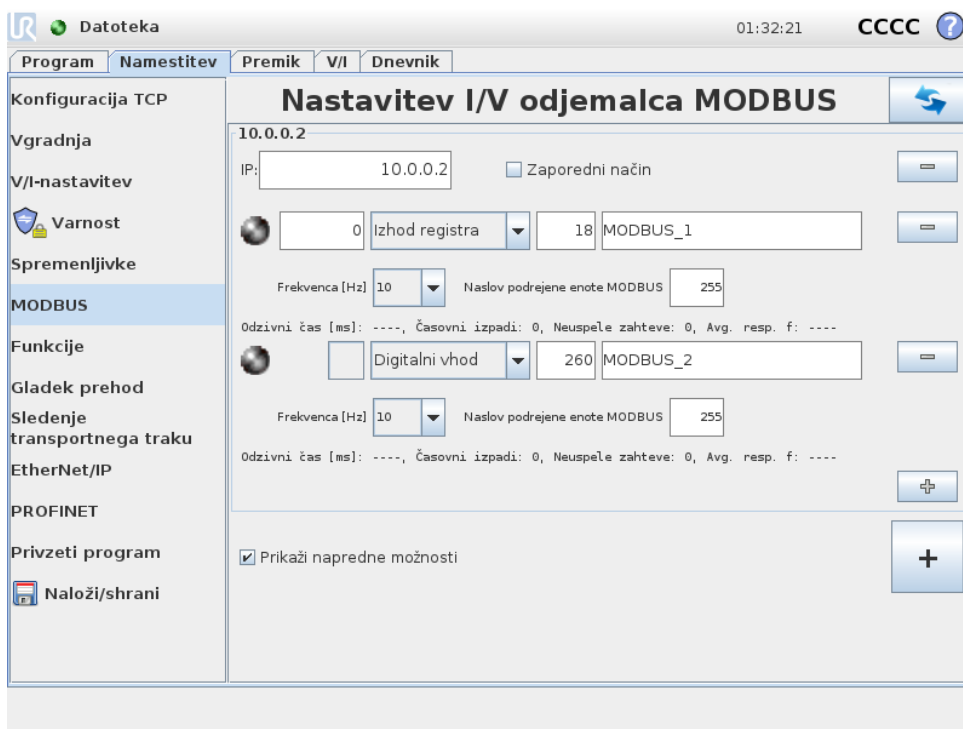 UR Datoteka 01:32:21 CCCC ?
Program Namestitev Premik V/I Dnevnik
Konfiguracija TCP
Vgradnja
V/I-nastavitev
Varnost
Spremenljivke
MODBUS
Funkcije
Gladek prehod
Sledenje
transportnega traku
EtherNet/IP
PROFINET
Privzeti program
Naloži/shrani
Nastavitev I/V odjemalca MODBUS
10.0.0.2
IP: 10.0.0.2 Zaporedni način
0 Izhod registra 18 MODBUS_1
Frekvenca [Hz] 10 Naslov podrejene enote MODBUS 255
Odzivni čas [ms]: ----, Časovni izpadi: 0, Neuspele zahteve: 0, Avg. resp. f: ----
Digitalni vhod 260 MODBUS_2
Frekvenca [Hz] 10 Naslov podrejene enote MODBUS 255
Odzivni čas [ms]: ----, Časovni izpadi: 0, Neuspele zahteve: 0, Avg. resp. f: ----
Prikaži napredne možnosti